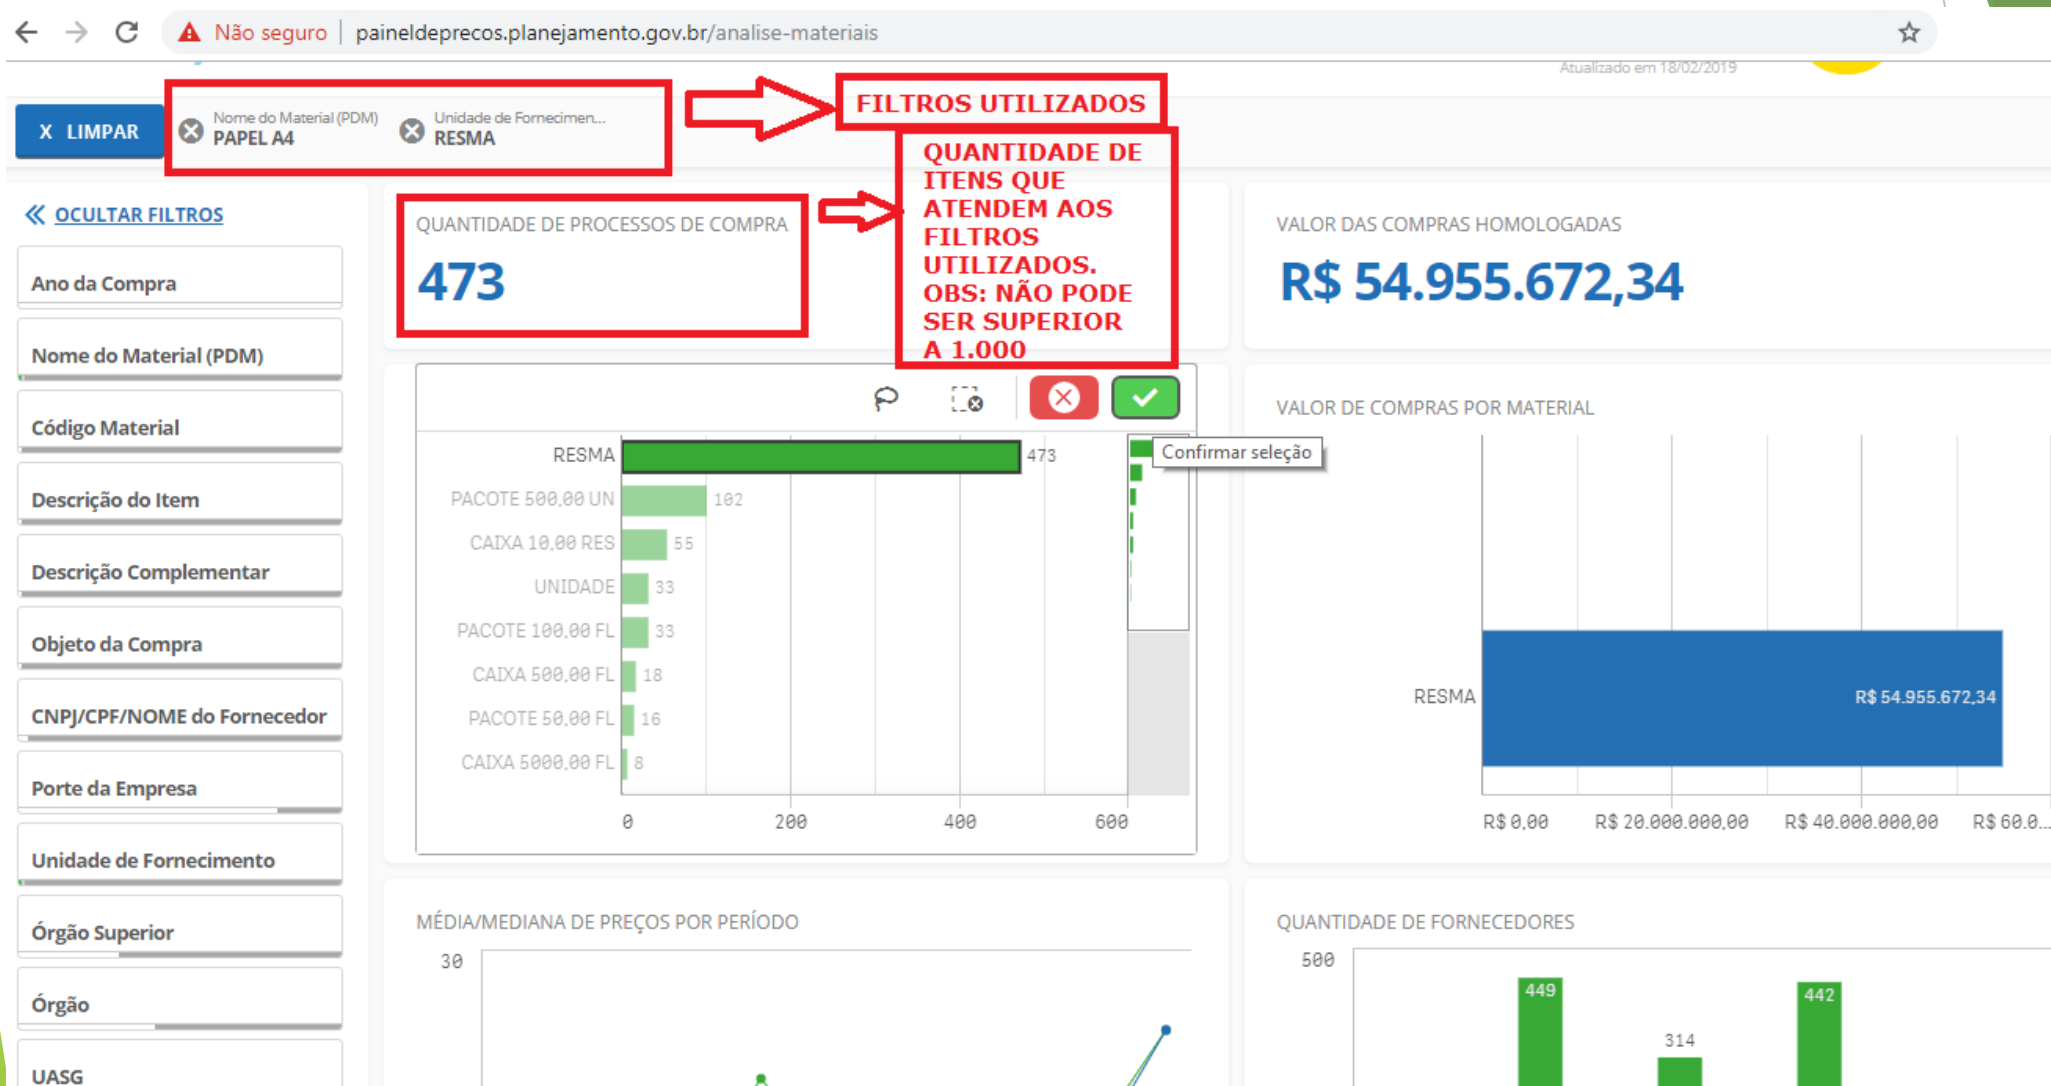 Não seguro
paineldeprecos.planejamento.gov.br/analise-materiais
Atualizado em 18/02/2019
X LIMPAR
Nome do Material (PDM)
PAPEL A4
Unidade de Fornecimen...
RESMA
FILTROS UTILIZADOS
QUANTIDADE DE
ITENS QUE
ATENDEM AOS
FILTROS
UTILIZADOS.
OBS: NÃO PODE
SER SUPERIOR
A 1.000
OCULTAR FILTROS
Ano da Compra
Nome do Material (PDM)
Código Material
Descrição do Item
Descrição Complementar
Objeto da Compra
CNPJ/CPF/NOME do Fornecedor
Porte da Empresa
Unidade de Fornecimento
Órgão Superior
Órgão
UASG
QUANTIDADE DE PROCESSOS DE COMPRA
473
VALOR DAS COMPRAS HOMOLOGADAS
R$ 54.955.672,34
Confirmar seleção
RESMA 473
PACOTE 500,00 UN 102
CAIXA 10,00 RES 55
UNIDADE 33
PACOTE 100,00 FL 33
CAIXA 500,00 FL 18
PACOTE 50,00 FL 16
CAIXA 5000,00 FL 8
0 200 400 600
VALOR DE COMPRAS POR MATERIAL
RESMA R$ 54.955.672,34
R$ 0,00 R$ 20.000.000,00 R$ 40.000.000,00 R$ 60.0...
MÉDIA/MEDIANA DE PREÇOS POR PERÍODO
30
QUANTIDADE DE FORNECEDORES
500
449
314
442